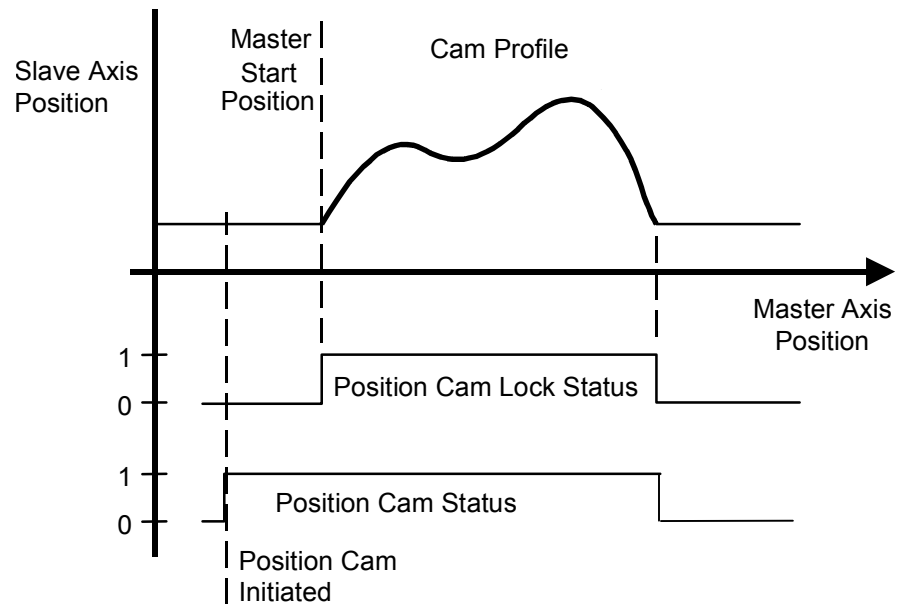 Slave Axis
Position
Master
Start
Position
Cam Profile
Master Axis
Position
1
0
Position Cam Lock Status
1
0
Position Cam Status
Position Cam
Initiated